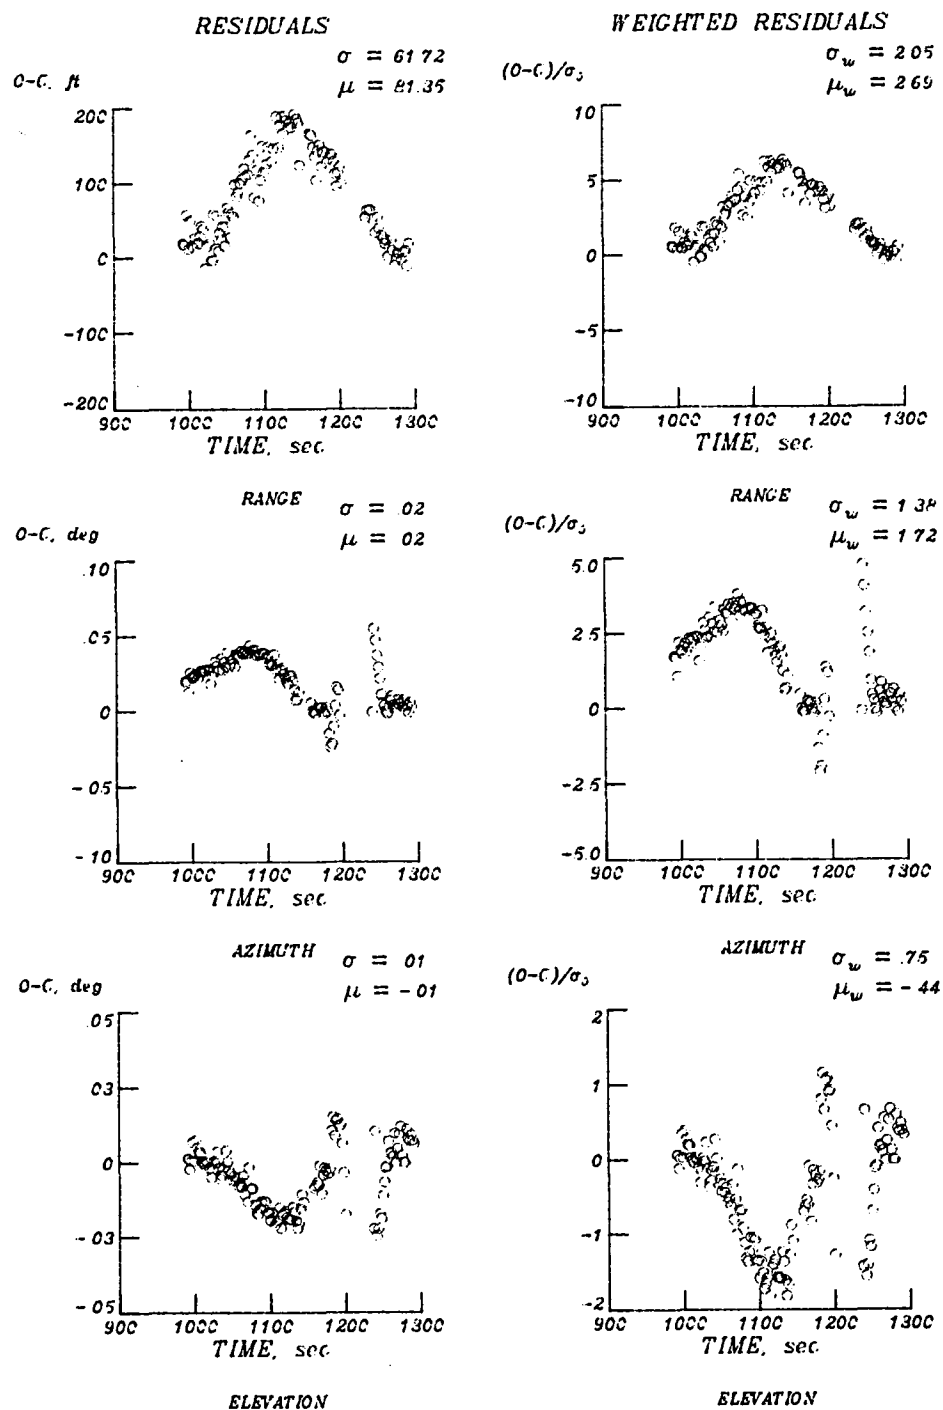 RESIDUALS
σ = 61 72
μ = 81.35
O-C, ft
200
100
0
-100
-200
900 1000 1100 1200 1300
TIME, sec
RANGE
WEIGHTED RESIDUALS
σw = 2 05
μw = 2 69
(O-C)/σ
10
5
0
-5
-10
900 1000 1100 1200 1300
TIME, sec
RANGE
σ = .02
μ = 02
O-C, deg
.10
.05
0
- 05
- 10
900 1000 1100 1200 1300
TIME, sec
AZIMUTH
σw = 1 38
μw = 1 72
(O-C)/σ
5.0
2.5
0
-2.5
-5.0
900 1000 1100 1200 1300
TIME, sec
AZIMUTH
σ = 01
μ = - 01
O-C, deg
.05
03
0
- 03
- 05
900 1000 1100 1200 1300
TIME, sec
ELEVATION
σw = .75
μw = - 44
(O-C)/σ
2
1
0
-1
-2
900 1000 1100 1200 1300
TIME, sec
ELEVATION